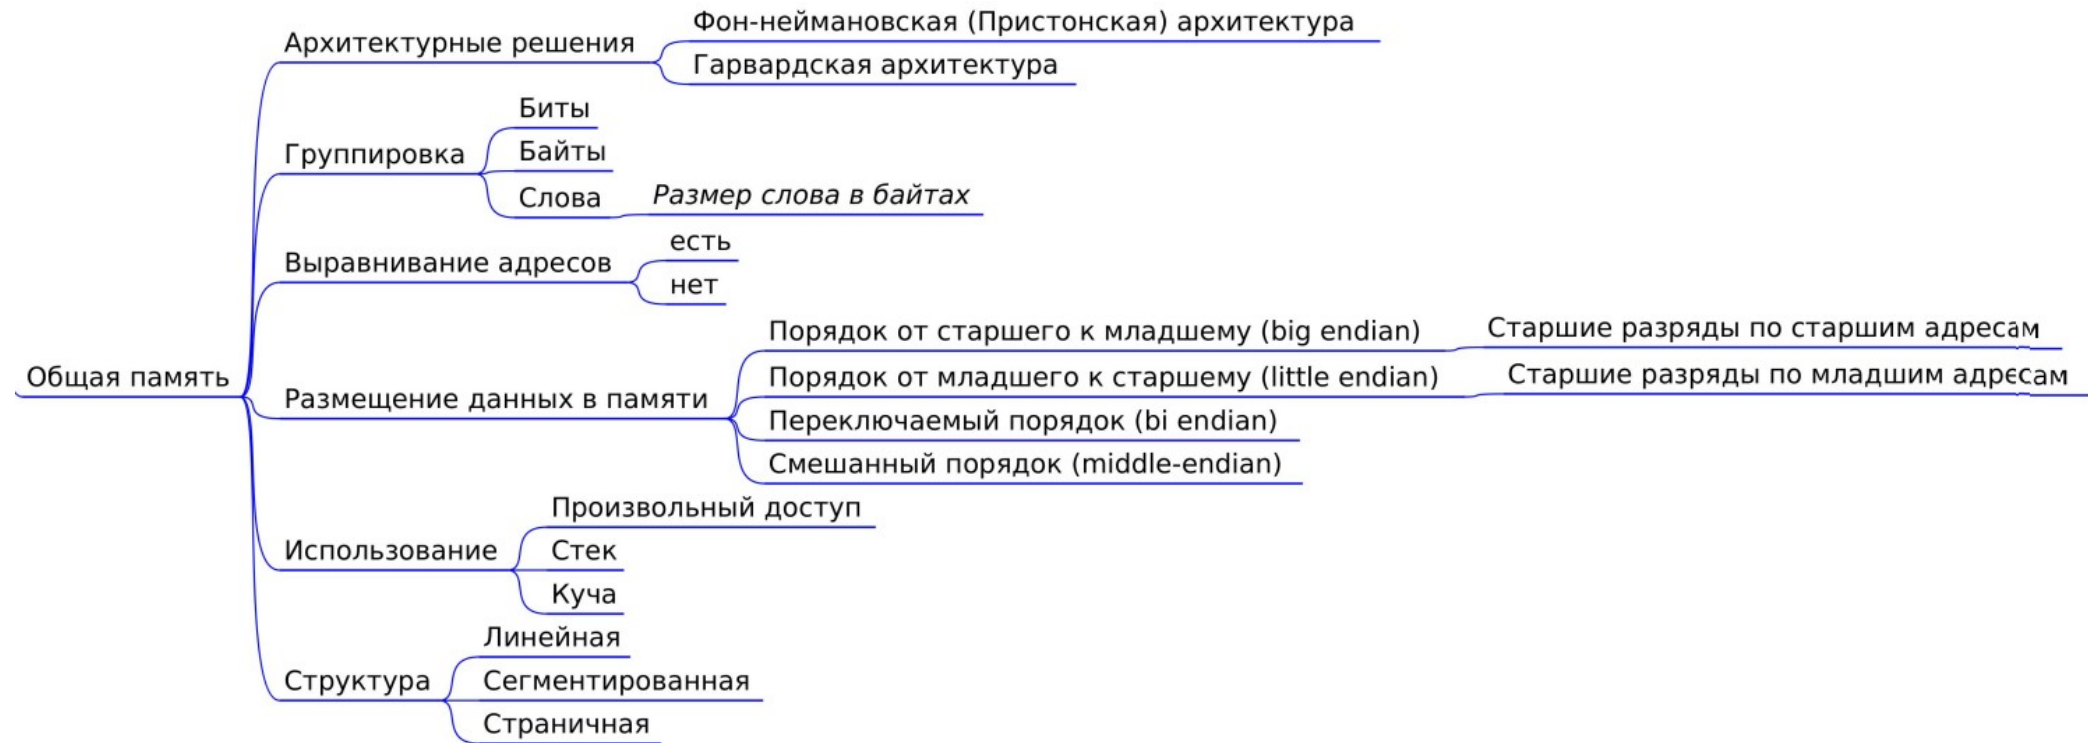 Общая память
Архитектурные решения
Фон-неймановская (Пристонская) архитектура
Гарвардская архитектура
Группировка
Биты
Байты
Слова
Размер слова в байтах
Выравнивание адресов
есть
нет
Размещение данных в памяти
Порядок от старшего к младшему (big endian)
Старшие разряды по старшим адресам
Порядок от младшего к старшему (little endian)
Старшие разряды по младшим адресам
Переключаемый порядок (bi endian)
Смешанный порядок (middle-endian)
Использование
Произвольный доступ
Стек
Куча
Структура
Линейная
Сегментированная
Страничная